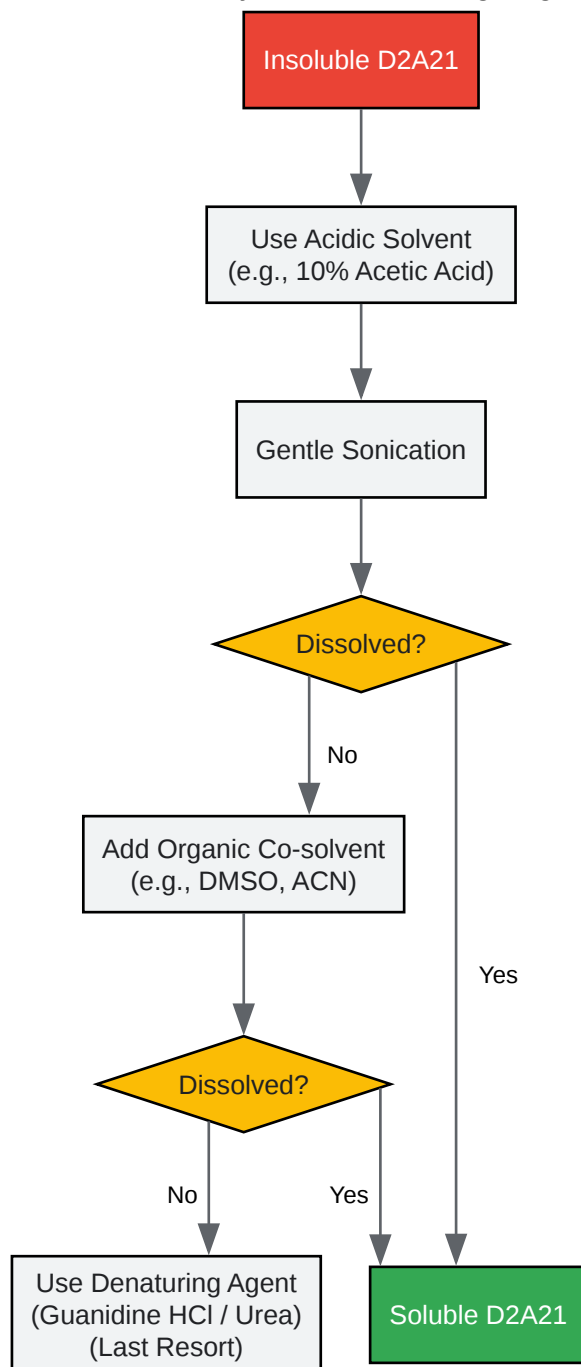 Insoluble D2A21
Use Acidic Solvent
(e.g., 10% Acetic Acid)
Gentle Sonication
Dissolved?
No
Add Organic Co-solvent
(e.g., DMSO, ACN)
Yes
Dissolved?
No
Yes
Use Denaturing Agent
(Guanidine HCl / Urea)
(Last Resort)
Soluble D2A21